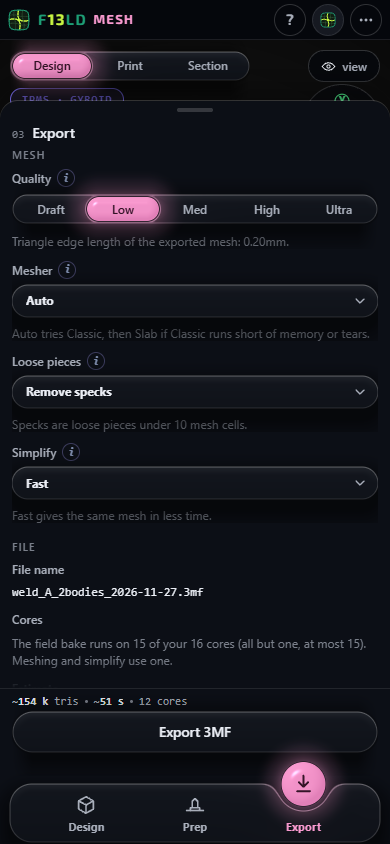 F13LD MESH
?
Design
Print
Section
view
TPMS · GYROID
03 Export
MESH
Quality i
Draft
Low
Med
High
Ultra
Triangle edge length of the exported mesh: 0.20mm.
Mesher i
Auto
Auto tries Classic, then Slab if Classic runs short of memory or tears.
Loose pieces i
Remove specks
Specks are loose pieces under 10 mesh cells.
Simplify i
Fast
Fast gives the same mesh in less time.
FILE
File name
weld_A_2bodies_2026-11-27.3mf
Cores
The field bake runs on 15 of your 16 cores (all but one, at most 15).
Meshing and simplify use one.
~154 k tris • ~51 s • 12 cores
Export 3MF
Design
Prep
Export